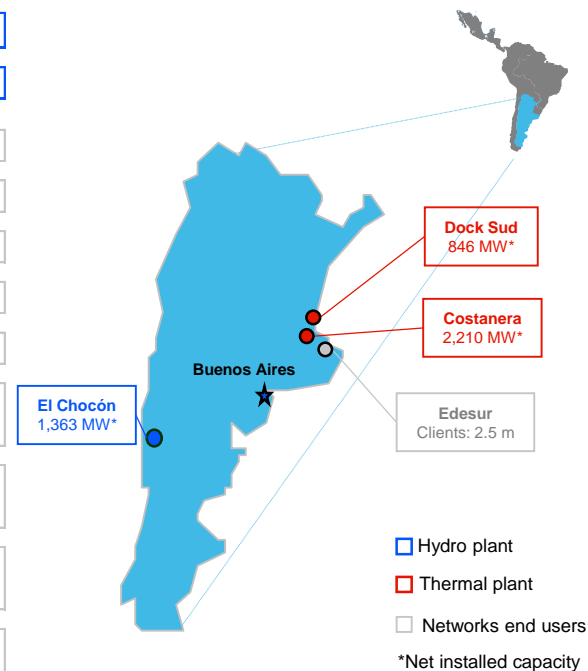 Dock Sud
846 MW*
Costanera
2,210 MW*
Buenos Aires
El Chocón
1,363 MW*
Edesur
Clients: 2.5 m
Hydro plant
Thermal plant
Networks end users
*Net installed capacity